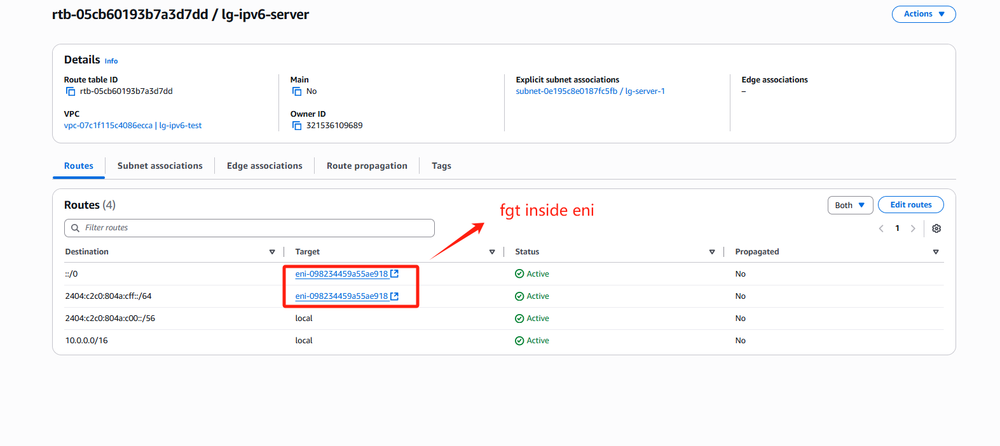 rtb-05cb60193b7a3d7dd / lg-ipv6-server
Actions
Details Info
Route table ID
rtb-05cb60193b7a3d7dd
Main
No
Explicit subnet associations
subnet-0e195c8e0187fc5fb / lg-server-1
Edge associations
–
VPC
vpc-07c1f115c4086ecca | lg-ipv6-test
Owner ID
321536109689
Routes
Subnet associations
Edge associations
Route propagation
Tags
Routes (4)
fgt inside eni
Both
Edit routes
Filter routes
1
Destination Target Status Propagated
::/0 eni-098234459a55ae918 Active No
2404:c2c0:804a:cff::/64 eni-098234459a55ae918 Active No
2404:c2c0:804a:c00::/56 local Active No
10.0.0.0/16 local Active No